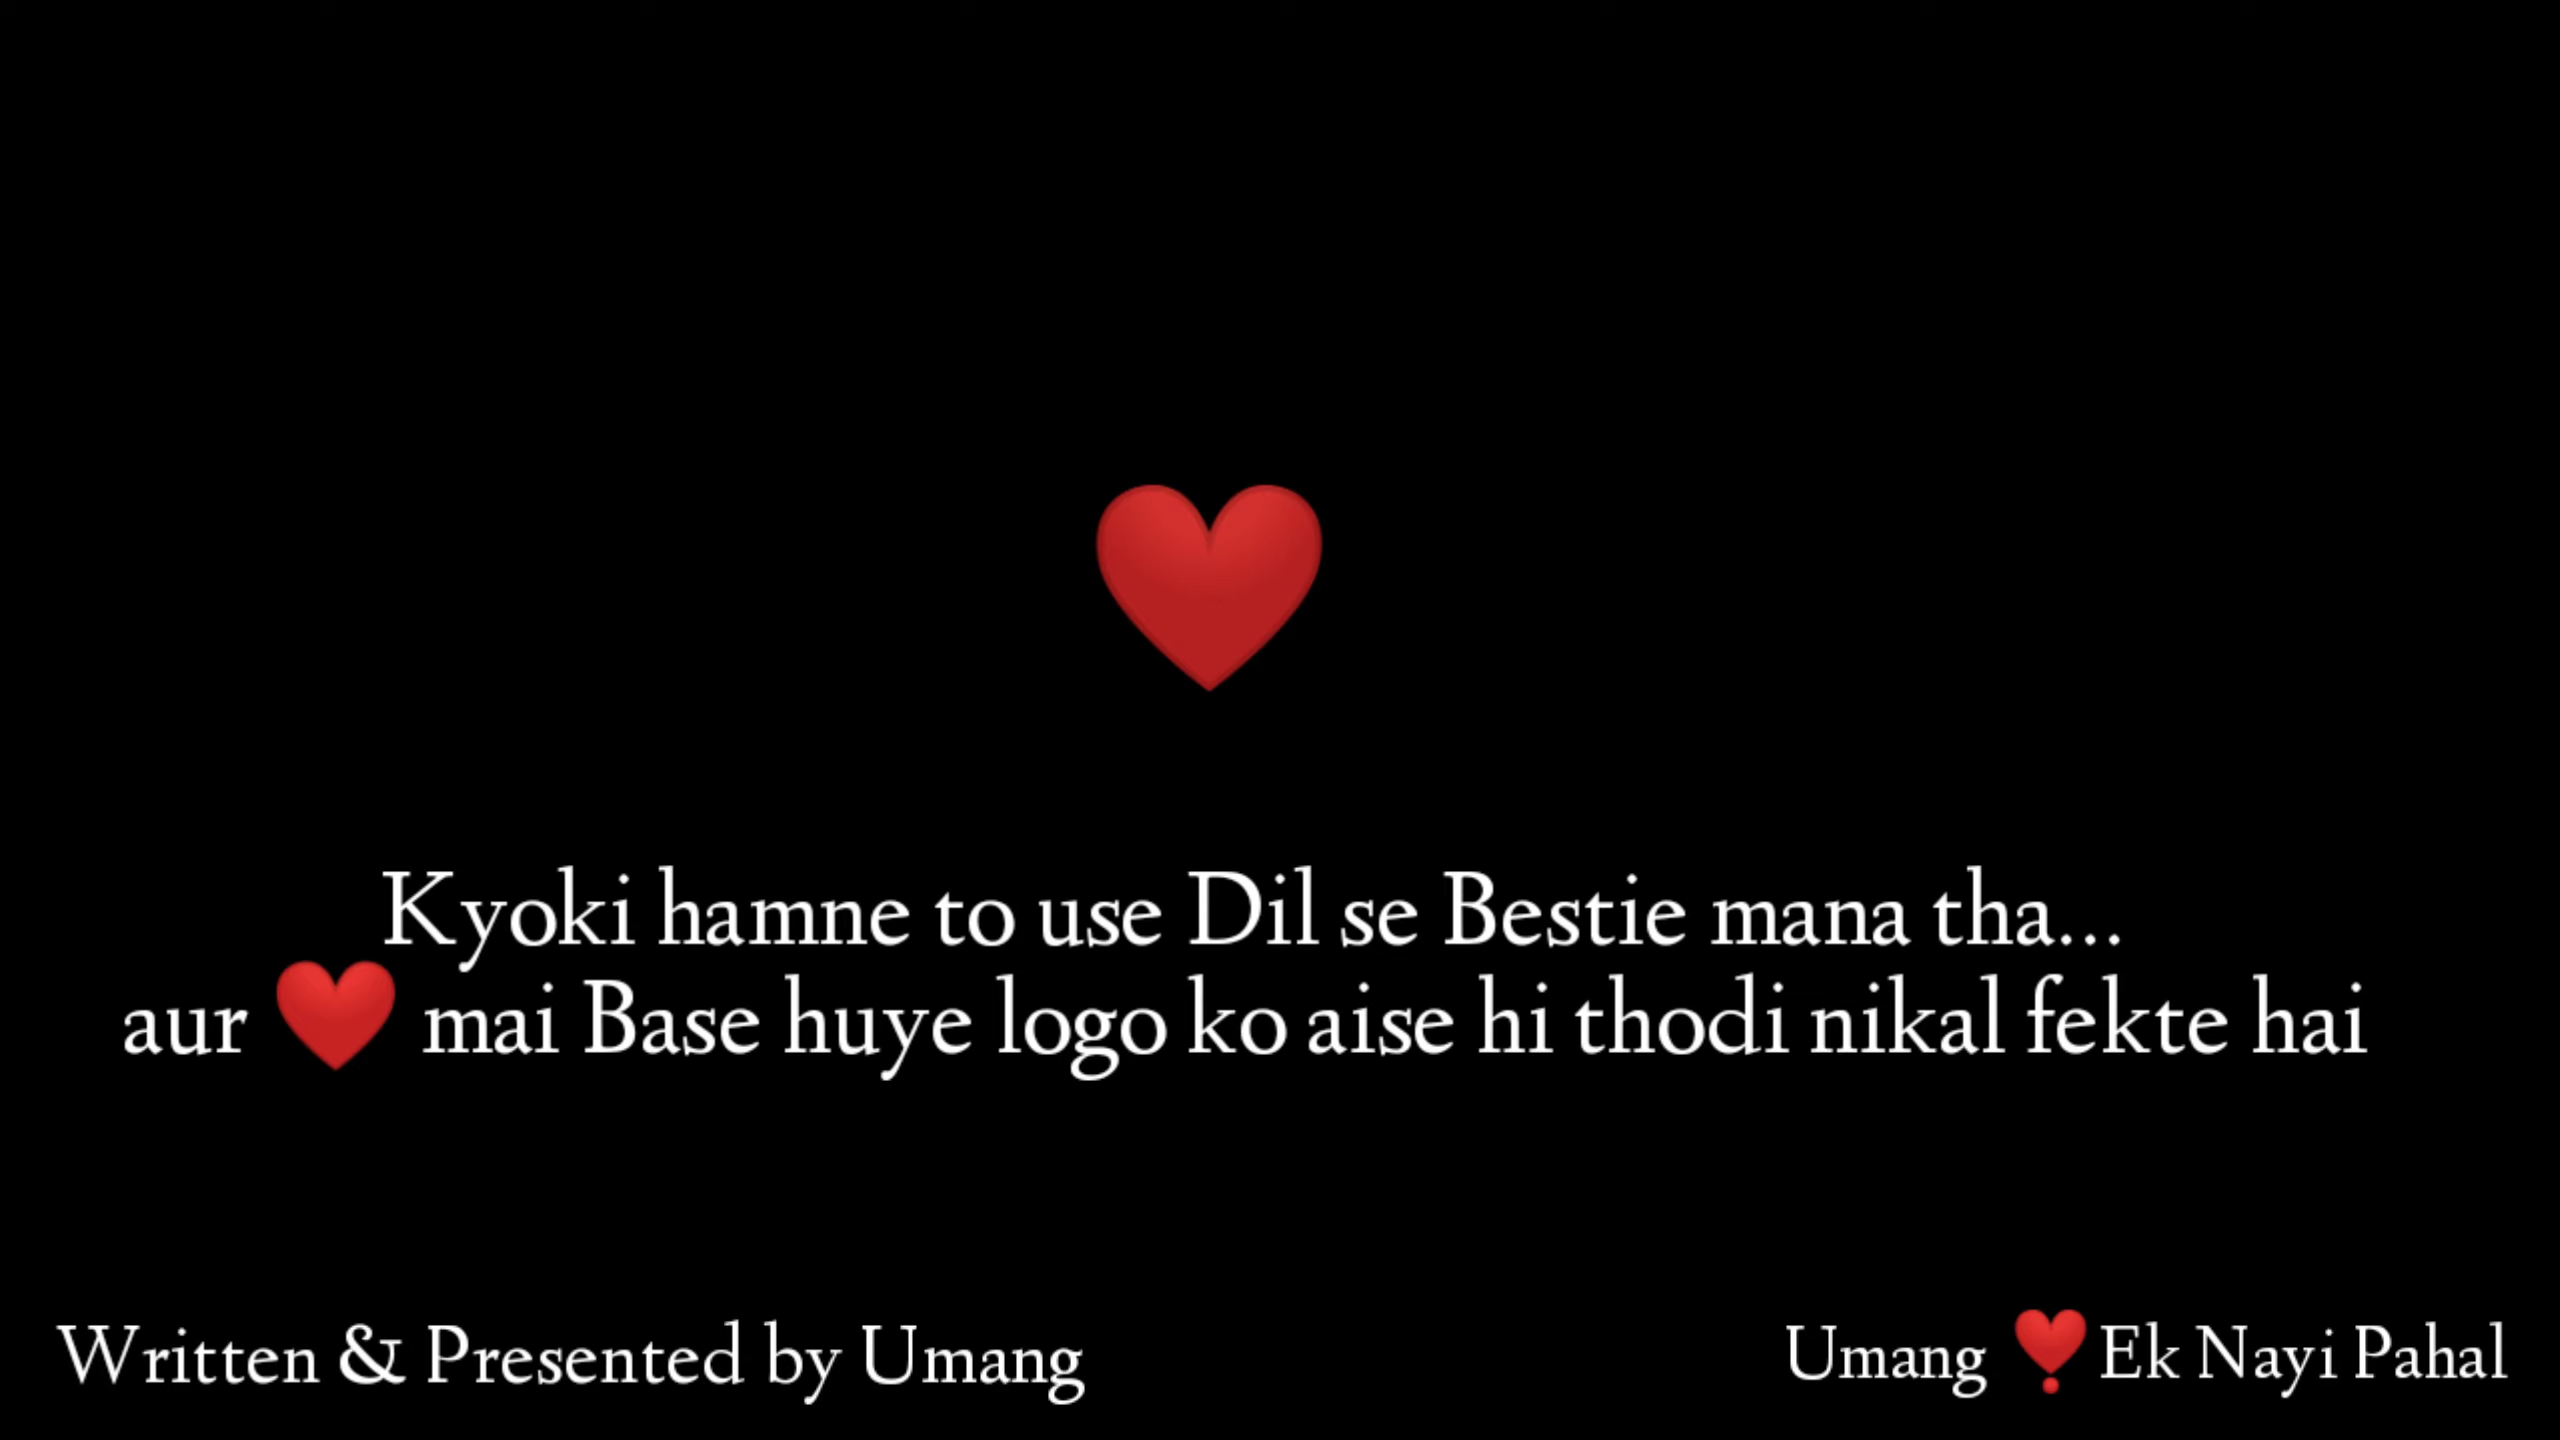 ❤️
Kyoki hamne to use Dil se Bestie mana tha...
aur ❤️ mai Base huye logo ko aise hi thodi nikal fekte hai
Written & Presented by Umang
Umang ❣️Ek Nayi Pahal